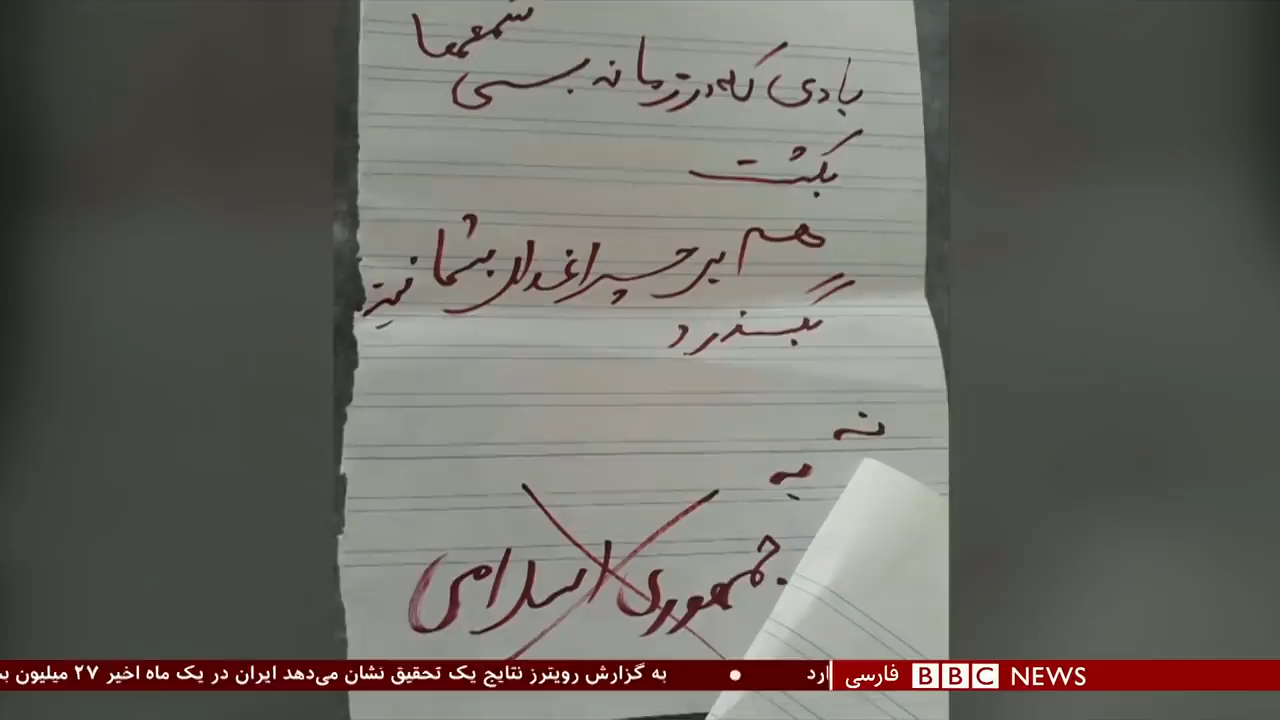 بادی که در زمانه بسی شمعها
بکشت
هم بر چراغدان شما نیز
بگذرد
نه
به
جمهوری اسلامی
به گزارش رویترز نتایج یک تحقیق نشان می‌دهد ایران در یک ماه اخیر ۲۷ میلیون
ارد
BBC NEWS فارسی